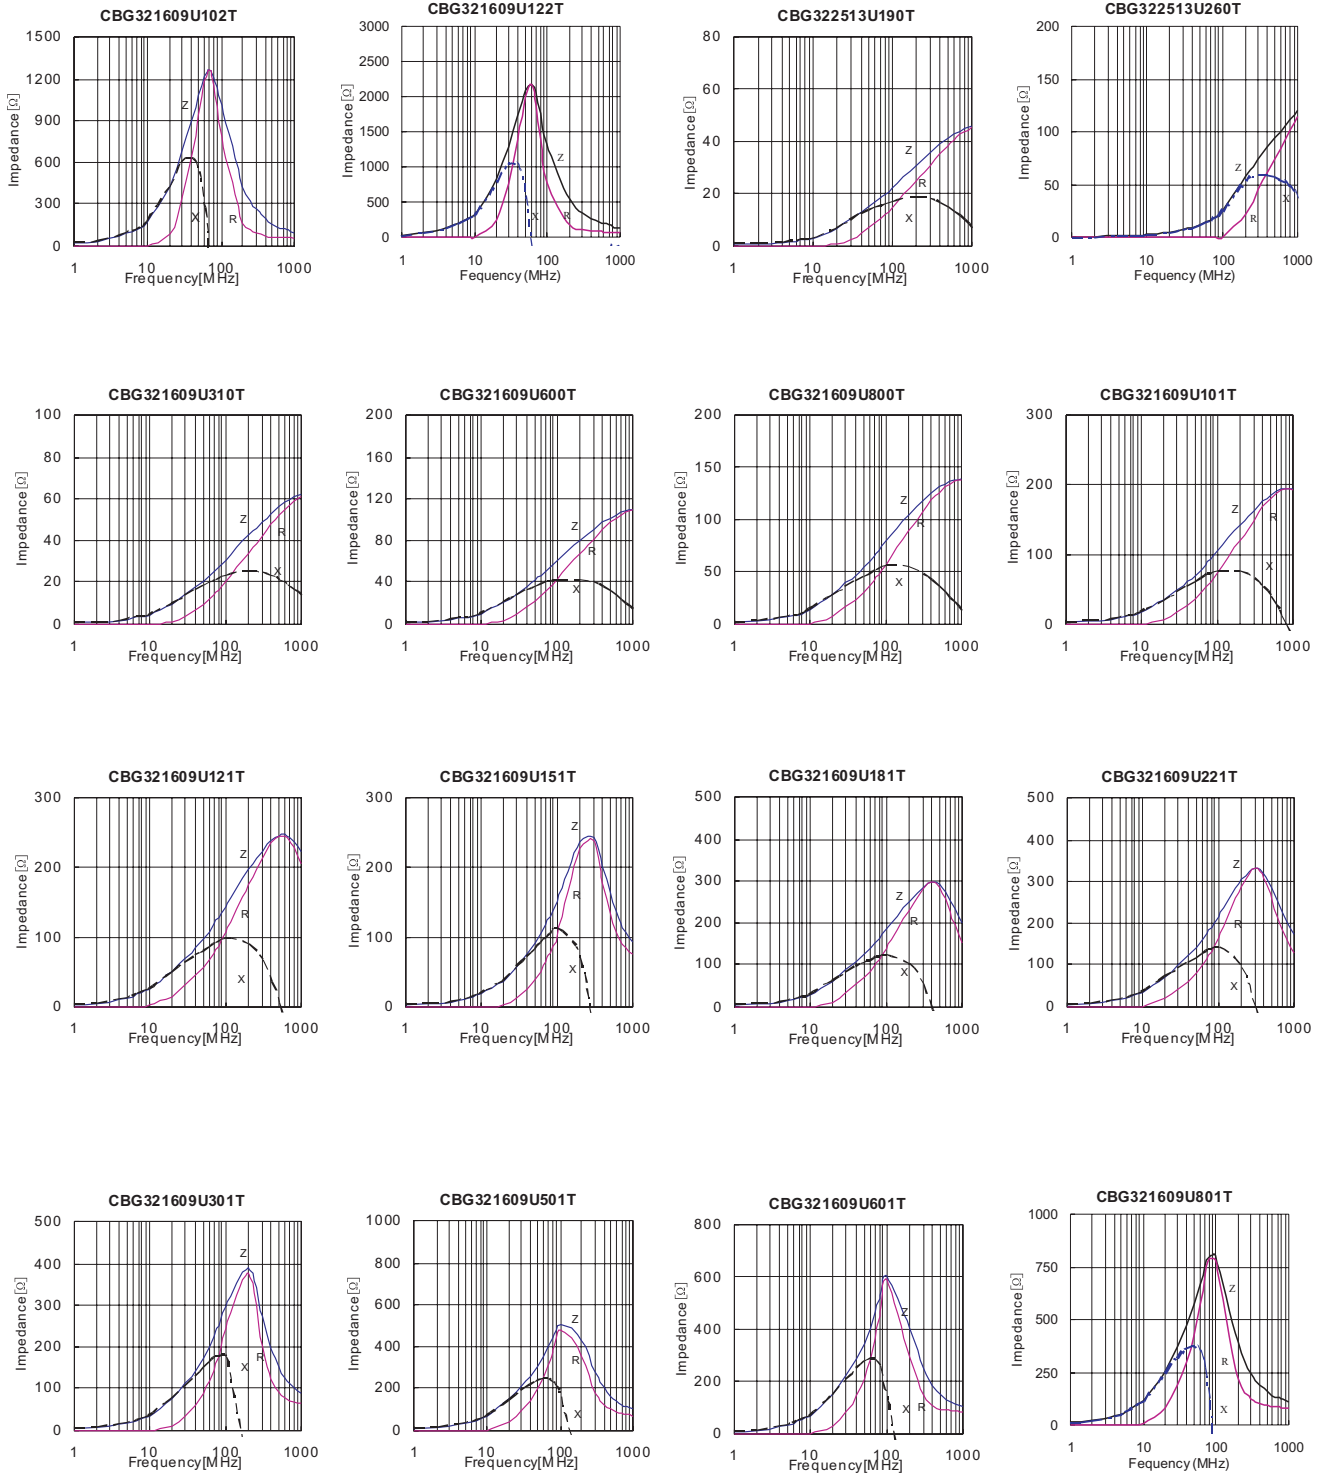 CBG321609U102T
1500
1200
900
600
300
0
Impedance[Ω]
Z
X
R
1 10 100 1000
Frequency[MHz]
CBG321609U122T
3000
2500
2000
1500
1000
500
0
Impedance[Ω]
Z
X
R
1 10 100 1000
Fequency(MHz)
CBG322513U190T
80
60
40
20
0
Impedance[Ω]
Z
R
X
1 10 100 1000
Frequency[MHz]
CBG322513U260T
200
150
100
50
0
Impedance[Ω]
Z
R
X
1 10 100 1000
Fequency(MHz)
CBG321609U310T
100
80
60
40
20
0
Impedance[Ω]
Z
R
X
1 10 100 1000
Frequency[MHz]
CBG321609U600T
200
160
120
80
40
0
Impedance[Ω]
Z
R
X
1 10 100 1000
Frequency[MHz]
CBG321609U800T
200
150
100
50
0
Impedance[Ω]
Z
R
X
1 10 100 1000
Frequency[MHz]
CBG321609U101T
300
200
100
0
Impedance[Ω]
Z
R
X
1 10 100 1000
Frequency[MHz]
CBG321609U121T
300
200
100
0
Impedance[Ω]
Z
R
X
1 10 100 1000
Frequency[MHz]
CBG321609U151T
300
200
100
0
Impedance[Ω]
Z
R
X
1 10 100 1000
Frequency[MHz]
CBG321609U181T
500
400
300
200
100
0
Impedance[Ω]
Z
R
X
1 10 100 1000
Frequency[MHz]
CBG321609U221T
500
400
300
200
100
0
Impedance[Ω]
Z
R
X
1 10 100 1000
Frequency[MHz]
CBG321609U301T
500
400
300
200
100
0
Impedance[Ω]
Z
X
R
1 10 100 1000
Frequency[MHz]
CBG321609U501T
1000
800
600
400
200
0
Impedance[Ω]
Z
R
X
1 10 100 1000
Frequency[MHz]
CBG321609U601T
800
600
400
200
0
Impedance[Ω]
Z
X
R
1 10 100 1000
Frequency[MHz]
CBG321609U801T
1000
750
500
250
0
Impedance[Ω]
Z
R
X
1 10 100 1000
Fequency(MHz)